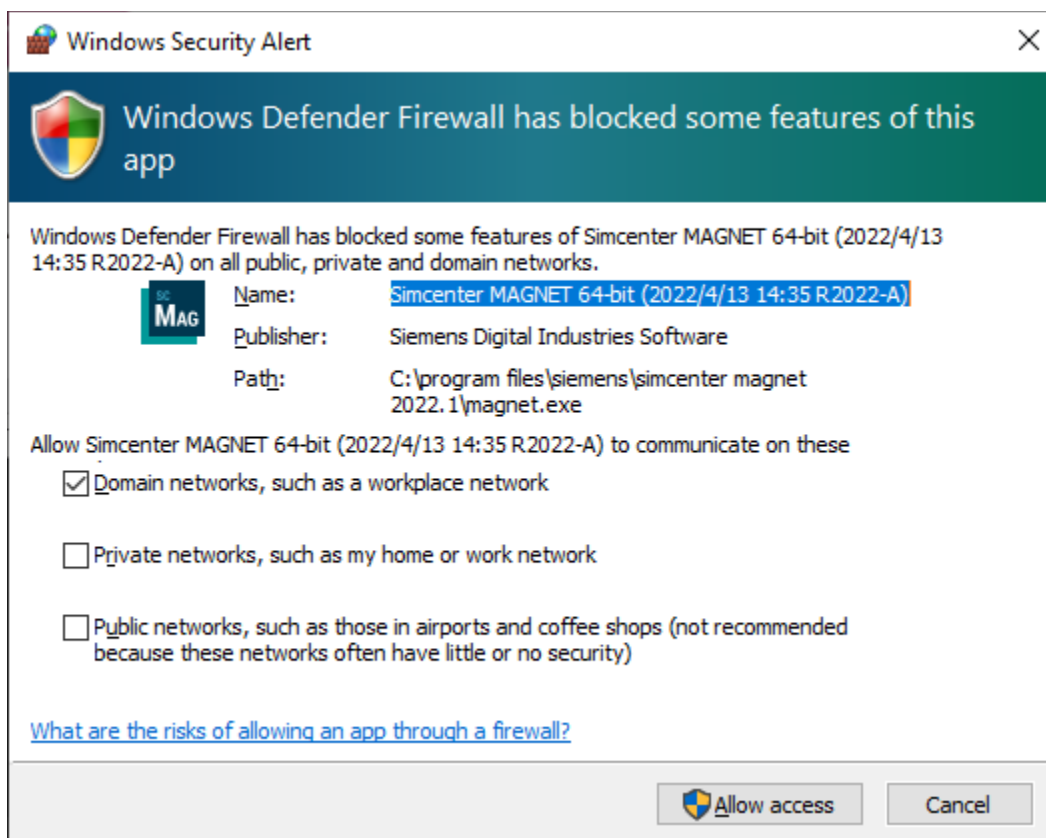 Windows Security Alert
Windows Defender Firewall has blocked some features of this
app
Windows Defender Firewall has blocked some features of Simcenter MAGNET 64-bit (2022/4/13
14:35 R2022-A) on all public, private and domain networks.
SC
MAG
Name: Simcenter MAGNET 64-bit (2022/4/13 14:35 R2022-A)
Publisher: Siemens Digital Industries Software
Path: C:\program files\siemens\simcenter magnet
2022.1\magnet.exe
Allow Simcenter MAGNET 64-bit (2022/4/13 14:35 R2022-A) to communicate on these
Domain networks, such as a workplace network
Private networks, such as my home or work network
Public networks, such as those in airports and coffee shops (not recommended
because these networks often have little or no security)
What are the risks of allowing an app through a firewall?
Allow access
Cancel